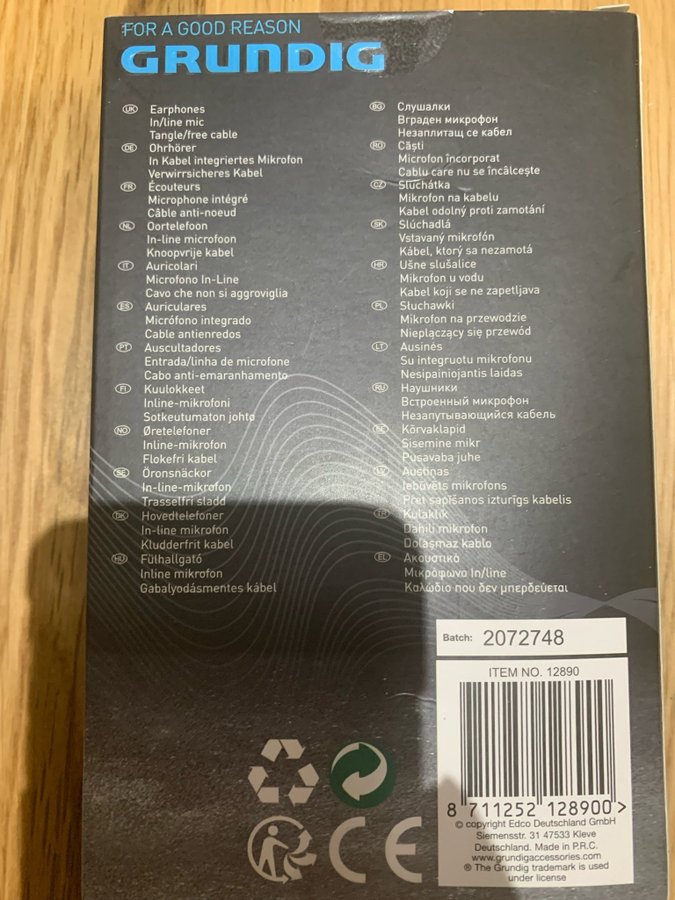 FOR A GOOD REASON
GRUNDIG
UK Earphones
In/line mic
Tangle/free cable
DE Ohrhörer
In Kabel integriertes Mikrofon
Verwirrsicheres Kabel
FR Écouteurs
Microphone intégré
Câble anti-noeud
NL Oortelefoon
In-line microfoon
Knoopvrije kabel
IT Auricolari
Microfono In-Line
Cavo che non si aggroviglia
ES Auriculares
Micrófono integrado
Cable antienredos
PT Auscultadores
Entrada/linha de microfone
Cabo anti-emaranhamento
FI Kuulokkeet
Inline-mikrofoni
Sotkeutumaton johto
NO Øretelefoner
Inline-mikrofon
Flokefri kabel
SE Öronsnäckor
In-line-mikrofon
Trasselfri sladd
DK Hovedtelefoner
In-line mikrofon
Kludderfrit kabel
HU Fülhallgató
Inline mikrofon
Gabalyodásmentes kábel
BG Слушалки
Вграден микрофон
Незаплитащ се кабел
RO Căști
Microfon încorporat
Cablu care nu se încâlcește
CZ Sluchátka
Mikrofon na kabelu
Kabel odolný proti zamotání
SK Slúchadlá
Vstavaný mikrofón
Kábel, ktorý sa nezamotá
HR Ušne slušalice
Mikrofon u vodu
Kabel koji se ne zapetljava
PL Słuchawki
Mikrofon na przewodzie
Nieplączący się przewód
LT Ausinės
Su integruotu mikrofonu
Nesipainiojantis laidas
RU Наушники
Встроенный микрофон
Незапутывающийся кабель
EE Kõrvaklapid
Sisemine mikr
Pusavaba juhe
LV Austiņas
Iebūvēts mikrofons
Pret sapīšanos izturīgs kabelis
TR Kulaklık
Dahili mikrofon
Dolaşmaz kablo
EL Ακουστικά
Μικρόφωνο In/line
Καλώδιο που δεν μπερδεύεται
Batch: 2072748
ITEM NO. 12890
8 711252 128900 >
© copyright Edco Deutschland GmbH
Siemensstr. 31 47533 Kleve
Deutschland. Made in P.R.C.
www.grundigaccessories.com
® The Grundig trademark is used
under license
CE